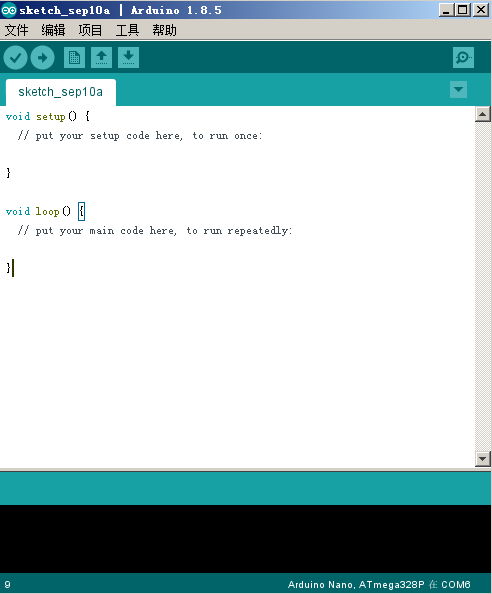 sketch_sep10a | Arduino 1.8.5
文件 编辑 项目 工具 帮助
sketch_sep10a
void setup() {
// put your setup code here, to run once:
}
void loop() {
// put your main code here, to run repeatedly:
}
9 Arduino Nano, ATmega328P 在 COM6